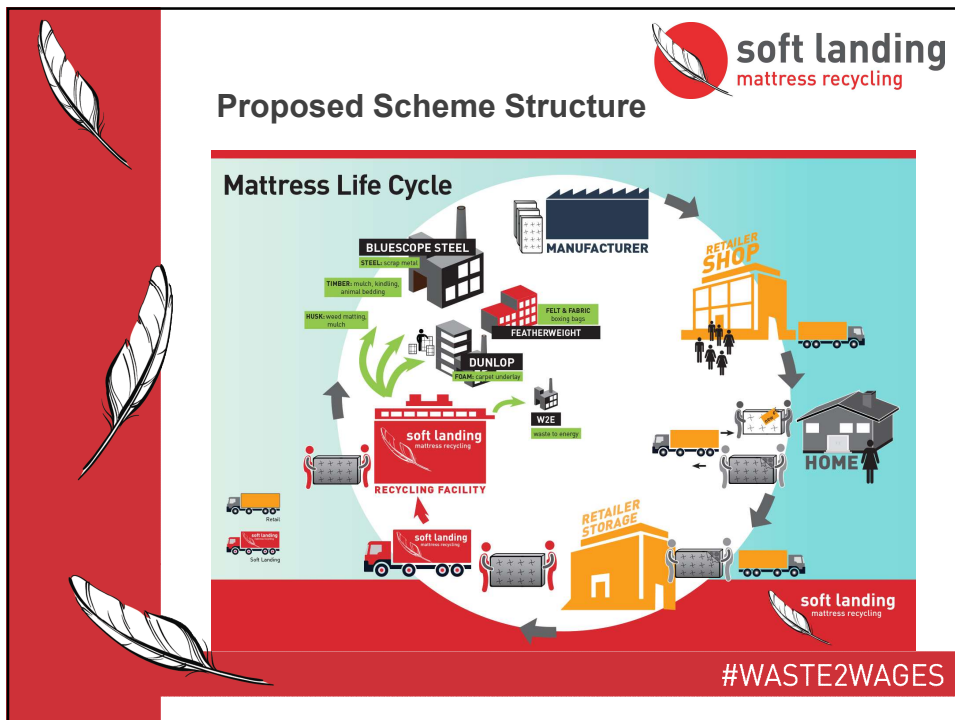 soft landing
mattress recycling
Proposed Scheme Structure
Mattress Life Cycle
MANUFACTURER
BLUESCOPE STEEL
STEEL: scrap metal
TIMBER: mulch, kindling,
animal bedding
HUSK: weed matting,
mulch
FELT & FABRIC
boxing bags
FEATHERWEIGHT
DUNLOP
FOAM: carpet underlay
W2E
waste to energy
RETAILER
SHOP
HOME
soft landing
mattress recycling
RECYCLING FACILITY
RETAILER
STORAGE
Retail
soft landing
mattress recycling
Soft Landing
soft landing
mattress recycling
#WASTE2WAGES